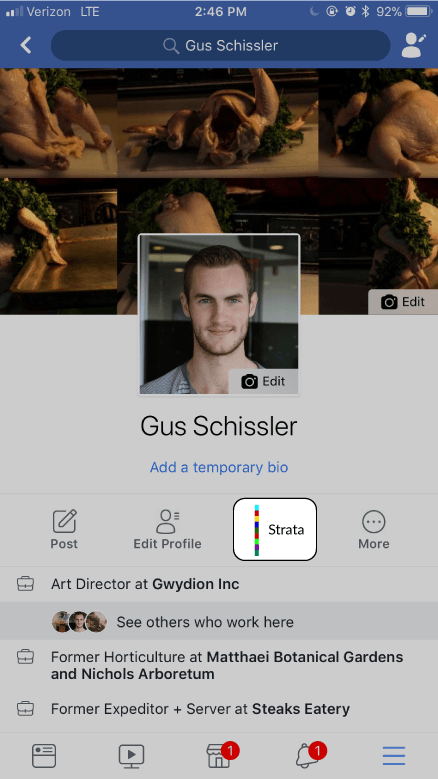 Verizon LTE 2:46 PM 92%
Gus Schissler
Edit
Edit
Gus Schissler
Add a temporary bio
Post Edit Profile Strata More
Art Director at Gwydion Inc
See others who work here
Former Horticulture at Matthaei Botanical Gardens
and Nichols Arboretum
Former Expeditor + Server at Steaks Eatery
1 1